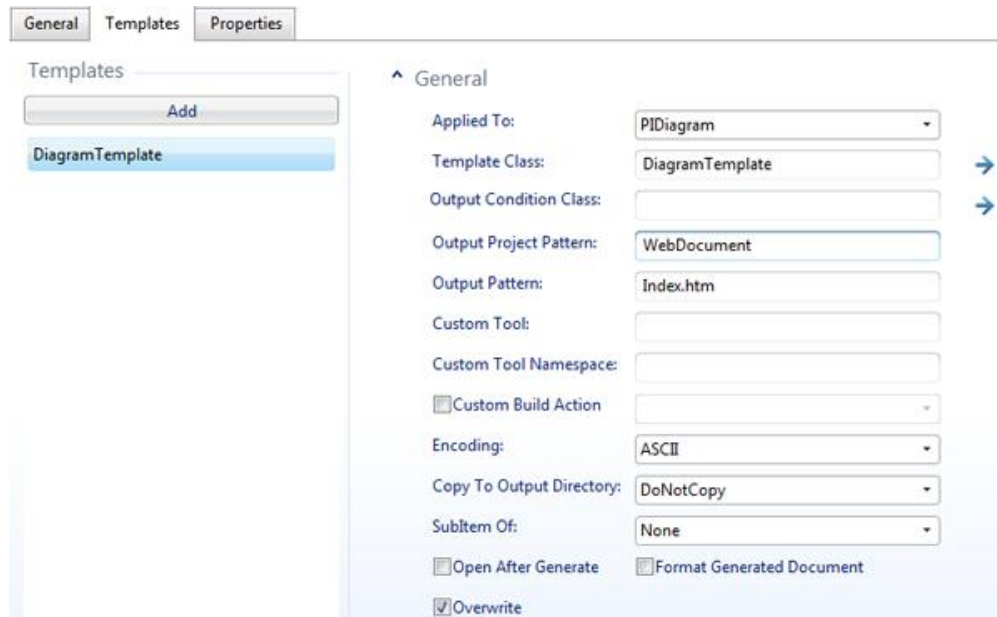 General Templates Properties
Templates
Add
DiagramTemplate
General
Applied To: PIDiagram
Template Class: DiagramTemplate
Output Condition Class:
Output Project Pattern: WebDocument
Output Pattern: Index.htm
Custom Tool:
Custom Tool Namespace:
Custom Build Action
Encoding: ASCII
Copy To Output Directory: DoNotCopy
SubItem Of: None
Open After Generate Format Generated Document
Overwrite